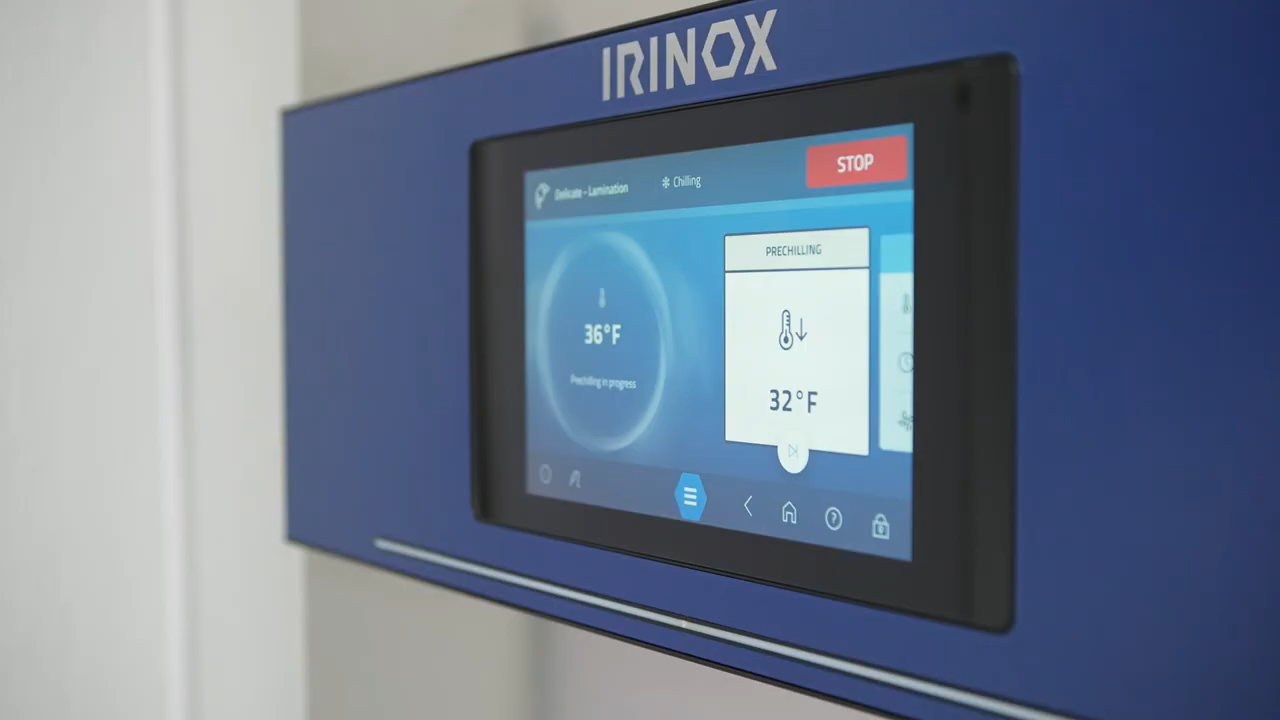 IRINOX
Delicate - Lamination
Chilling
STOP
36°F
Prechilling in progress
PRECHILLING
32°F